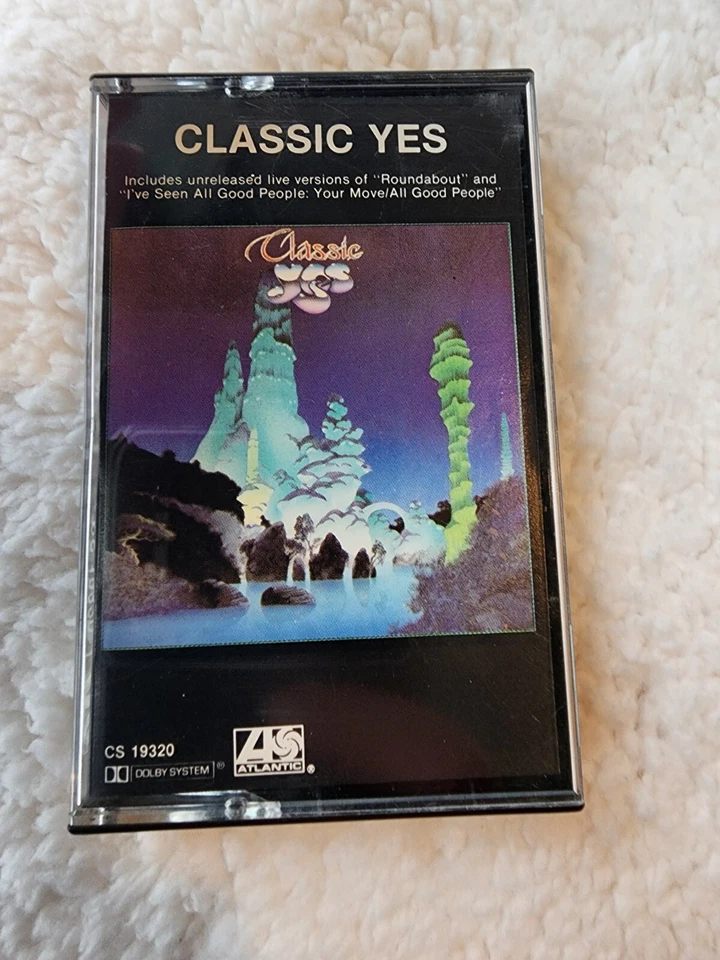 CLASSIC YES
Includes unreleased live versions of "Roundabout" and
"I've Seen All Good People: Your Move/All Good People"
Classic
YES
CS 19320
DOLBY SYSTEM ®
ATLANTIC ®